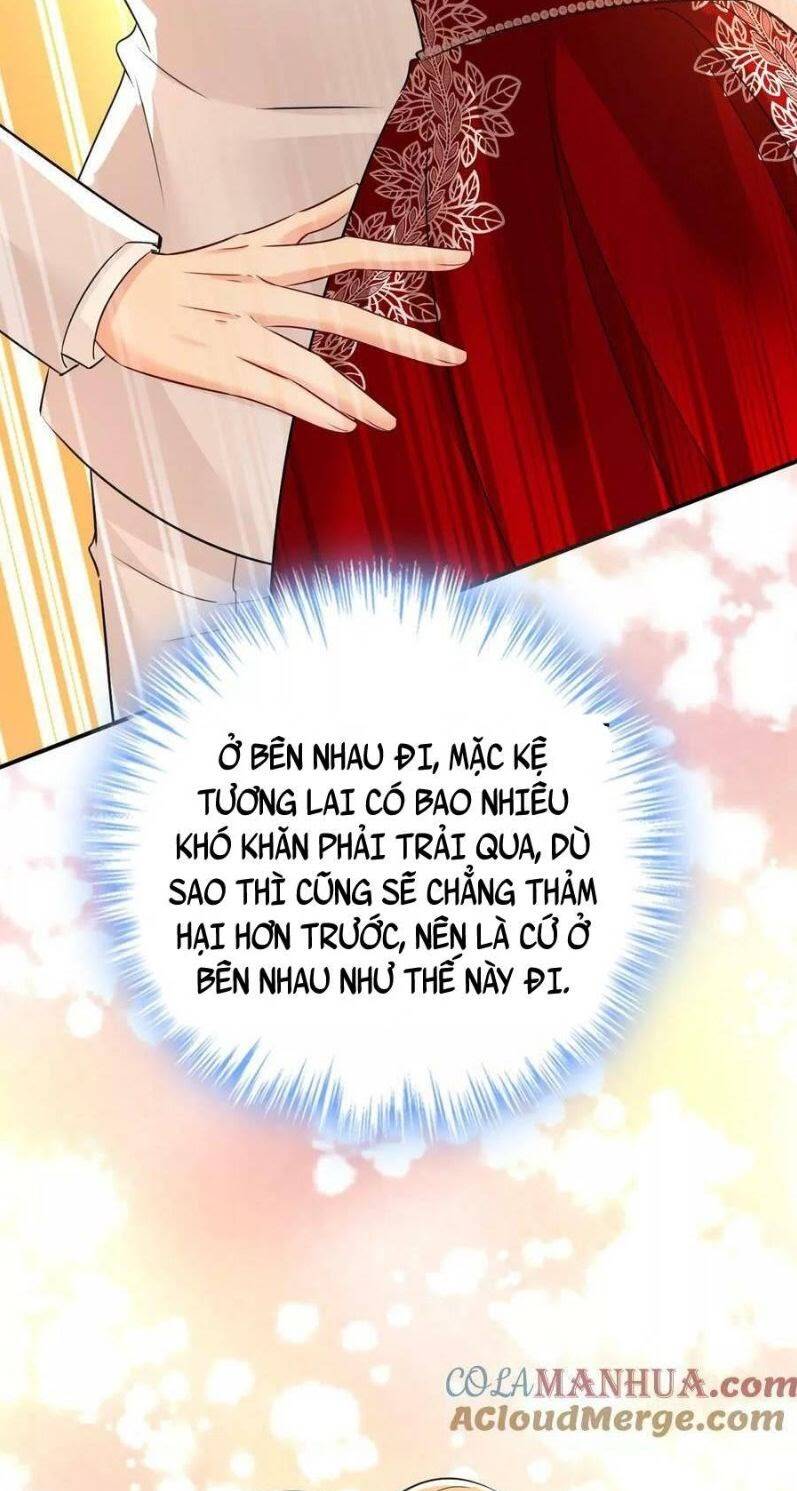 Ở BÊN NHAU ĐI, MẶC KỆ
TƯƠNG LAI CÓ BAO NHIÊU
KHÓ KHĂN PHẢI TRẢI QUA, DÙ
SAO THÌ CŨNG SẼ CHẲNG THẢM
HẠI HƠN TRƯỚC, NÊN LÀ CỨ Ở
BÊN NHAU NHƯ THẾ NÀY ĐI.
COLAMANHUA.com
AcloudMerge.com